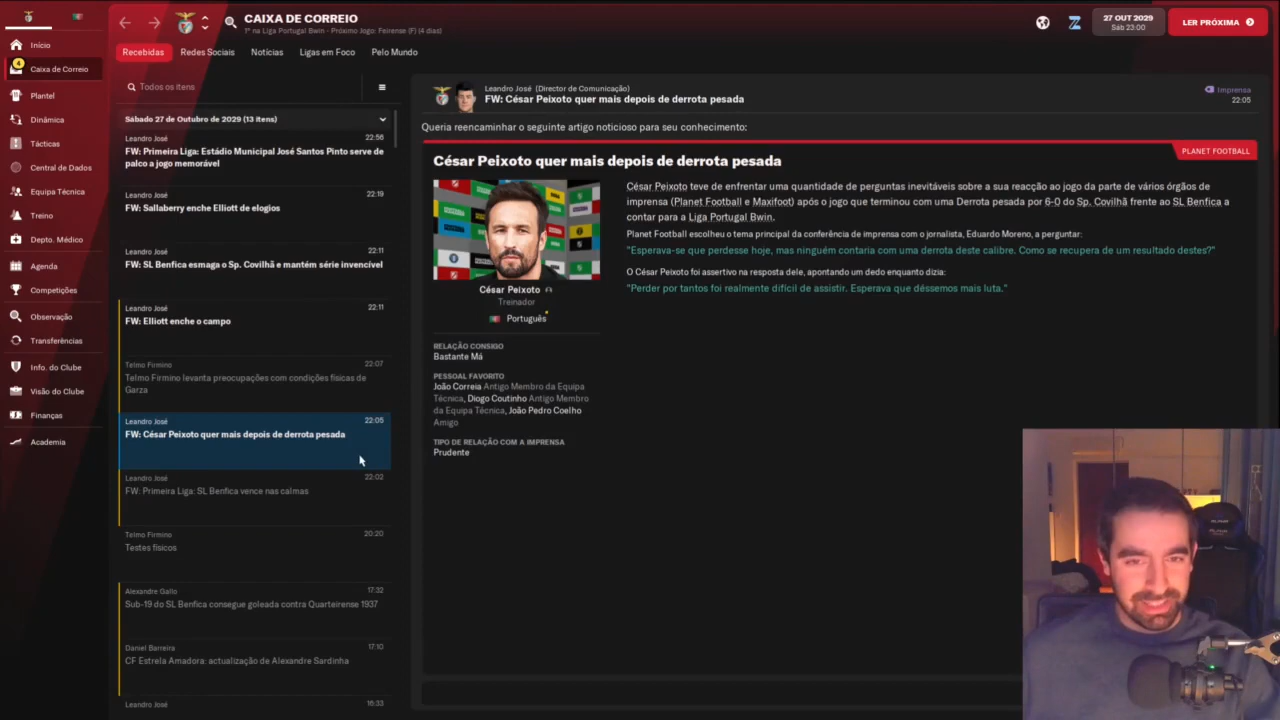 Início
4
Caixa de Correio
Plantel
Dinâmica
Tácticas
Central de Dados
Equipa Técnica
Treino
Depto. Médico
Agenda
Competições
Observação
Transferências
Info. do Clube
Visão do Clube
Finanças
Academia
CAIXA DE CORREIO
1º na Liga Portugal Bwin - Próximo Jogo: Feirense (F) (4 dias)
27 OUT 2029
Sáb 23:00
LER PRÓXIMA
Recebidas
Redes Sociais
Notícias
Ligas em Foco
Pelo Mundo
Todos os itens
Sábado 27 de Outubro de 2029 (13 itens)
Leandro José 22:56
FW: Primeira Liga: Estádio Municipal José Santos Pinto serve de
palco a jogo memorável
Leandro José 22:19
FW: Sallaberry enche Elliott de elogios
Leandro José 22:11
FW: SL Benfica esmaga o Sp. Covilhã e mantém série invencível
Leandro José 22:11
FW: Elliott enche o campo
Telmo Firmino 22:07
Telmo Firmino levanta preocupações com condições físicas de
Garza
Leandro José 22:05
FW: César Peixoto quer mais depois de derrota pesada
Leandro José 22:02
FW: Primeira Liga: SL Benfica vence nas calmas
Telmo Firmino 20:20
Testes físicos
Alexandre Gallo 17:32
Sub-19 do SL Benfica consegue goleada contra Quarteirense 1937
Daniel Barreira 17:10
CF Estrela Amadora: actualização de Alexandre Sardinha
Leandro José 16:33
Leandro José (Director de Comunicação)
FW: César Peixoto quer mais depois de derrota pesada
Imprensa
22:05
Queria reencaminhar o seguinte artigo noticioso para seu conhecimento:
César Peixoto quer mais depois de derrota pesada
PLANET FOOTBALL
César Peixoto teve de enfrentar uma quantidade de perguntas inevitáveis sobre a sua reacção ao jogo da parte de vários órgãos de
imprensa (Planet Football e Maxifoot) após o jogo que terminou com uma Derrota pesada por 6-0 do Sp. Covilhã frente ao SL Benfica a
contar para a Liga Portugal Bwin.
Planet Football escolheu o tema principal da conferência de imprensa com o jornalista, Eduardo Moreno, a perguntar:
"Esperava-se que perdesse hoje, mas ninguém contaria com uma derrota deste calibre. Como se recupera de um resultado destes?"
O César Peixoto foi assertivo na resposta dele, apontando um dedo enquanto dizia:
"Perder por tantos foi realmente difícil de assistir. Esperava que déssemos mais luta."
César Peixoto
Treinador
Português
RELAÇÃO CONSIGO
Bastante Má
PESSOAL FAVORITO
João Correia Antigo Membro da Equipa
Técnica, Diogo Coutinho Antigo Membro
da Equipa Técnica, João Pedro Coelho
Amigo
TIPO DE RELAÇÃO COM A IMPRENSA
Prudente